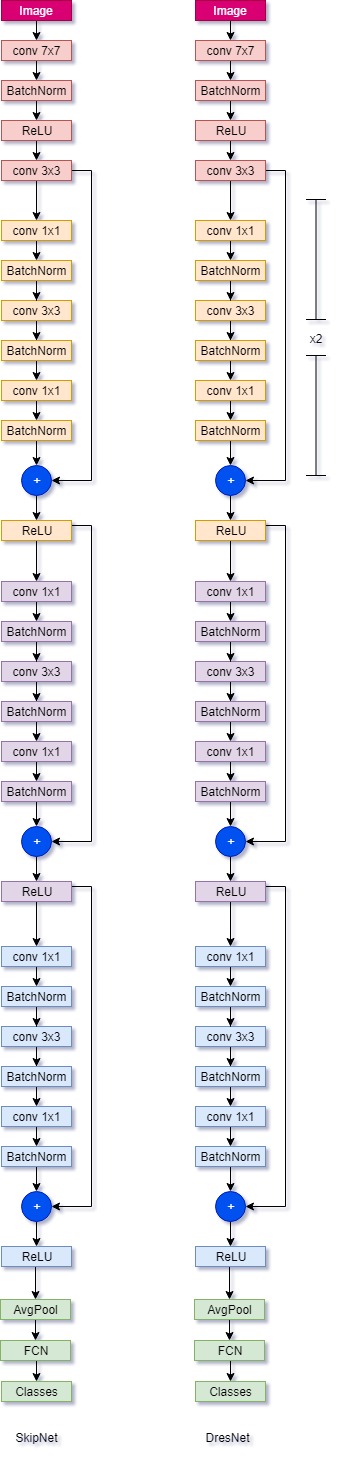 Image
conv 7x7
BatchNorm
ReLU
conv 3x3
conv 1x1
BatchNorm
conv 3x3
BatchNorm
conv 1x1
BatchNorm
+
ReLU
conv 1x1
BatchNorm
conv 3x3
BatchNorm
conv 1x1
BatchNorm
+
ReLU
conv 1x1
BatchNorm
conv 3x3
BatchNorm
conv 1x1
BatchNorm
+
ReLU
AvgPool
FCN
Classes
SkipNet
Image
conv 7x7
BatchNorm
ReLU
conv 3x3
conv 1x1
BatchNorm
conv 3x3
BatchNorm
conv 1x1
BatchNorm
+
ReLU
conv 1x1
BatchNorm
conv 3x3
BatchNorm
conv 1x1
BatchNorm
+
ReLU
conv 1x1
BatchNorm
conv 3x3
BatchNorm
conv 1x1
BatchNorm
+
ReLU
AvgPool
FCN
Classes
DresNet
x2